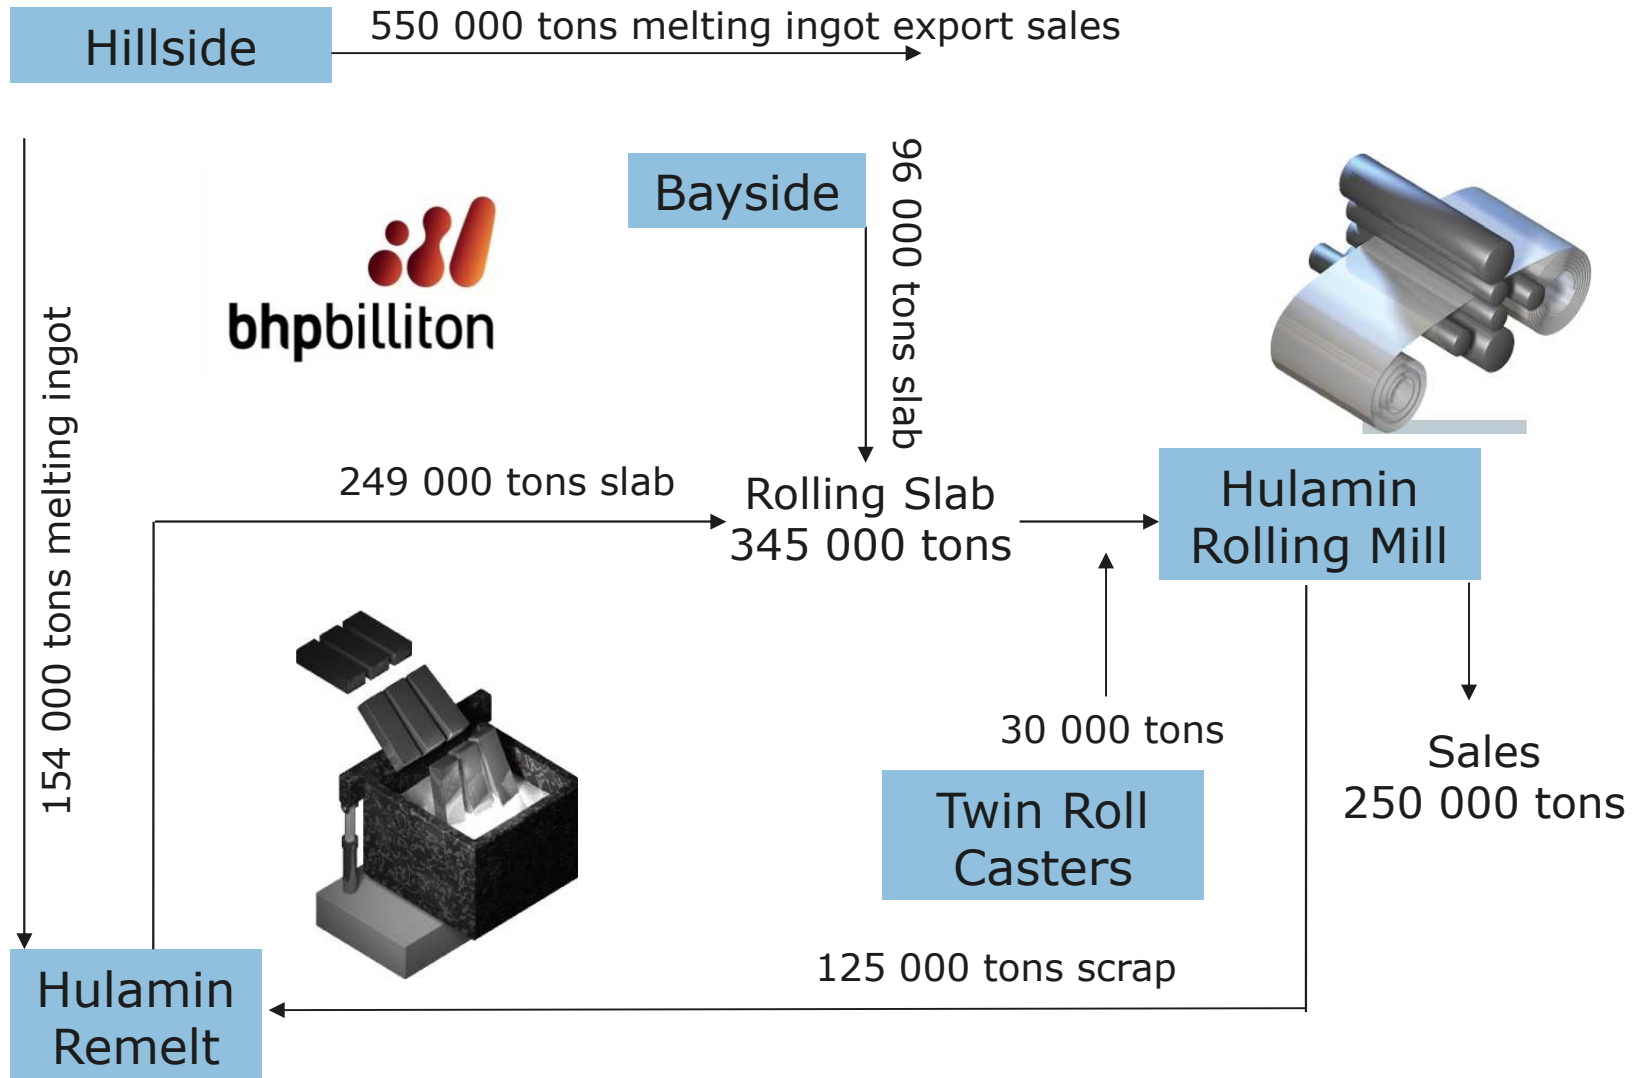 Hillside
550 000 tons melting ingot export sales
Bayside
96 000 tons slab
bhpbilliton
154 000 tons melting ingot
249 000 tons slab
Rolling Slab
345 000 tons
Hulamin
Rolling Mill
30 000 tons
Twin Roll
Casters
Sales
250 000 tons
125 000 tons scrap
Hulamin
Remelt